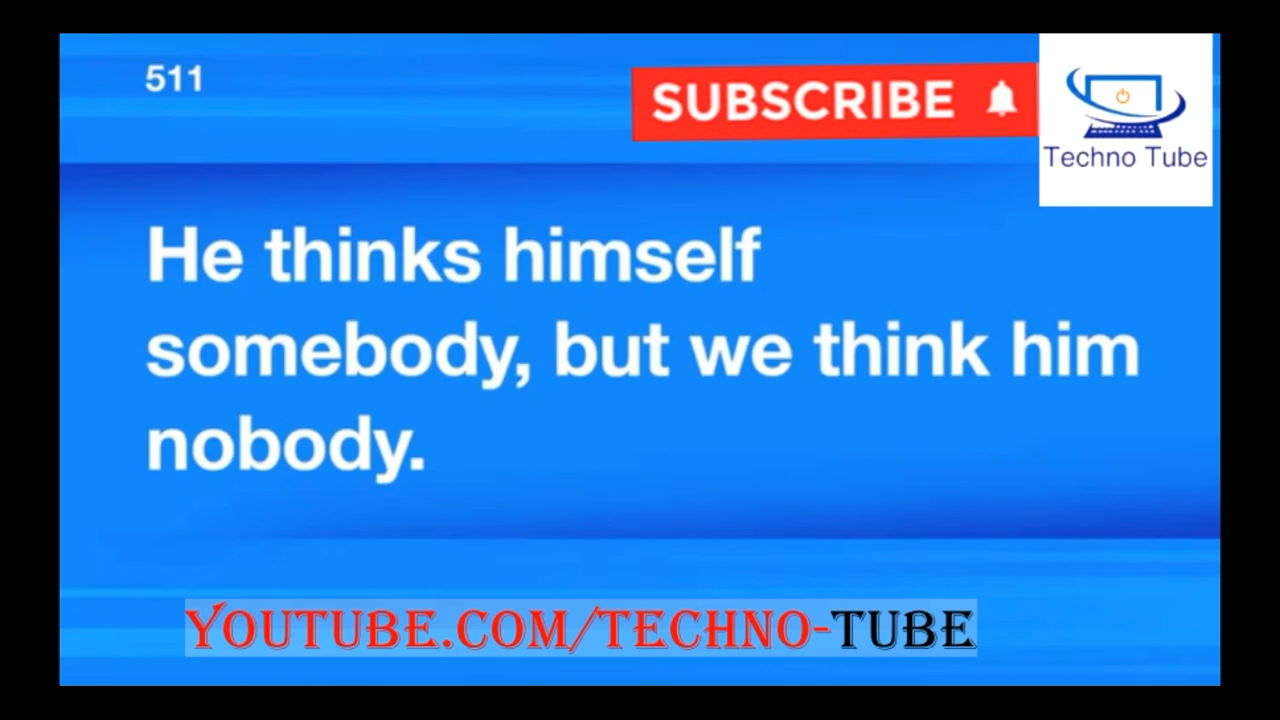 511
SUBSCRIBE
Techno Tube
He thinks himself
somebody, but we think him
nobody.
YOUTUBE.COM/TECHNO-TUBE